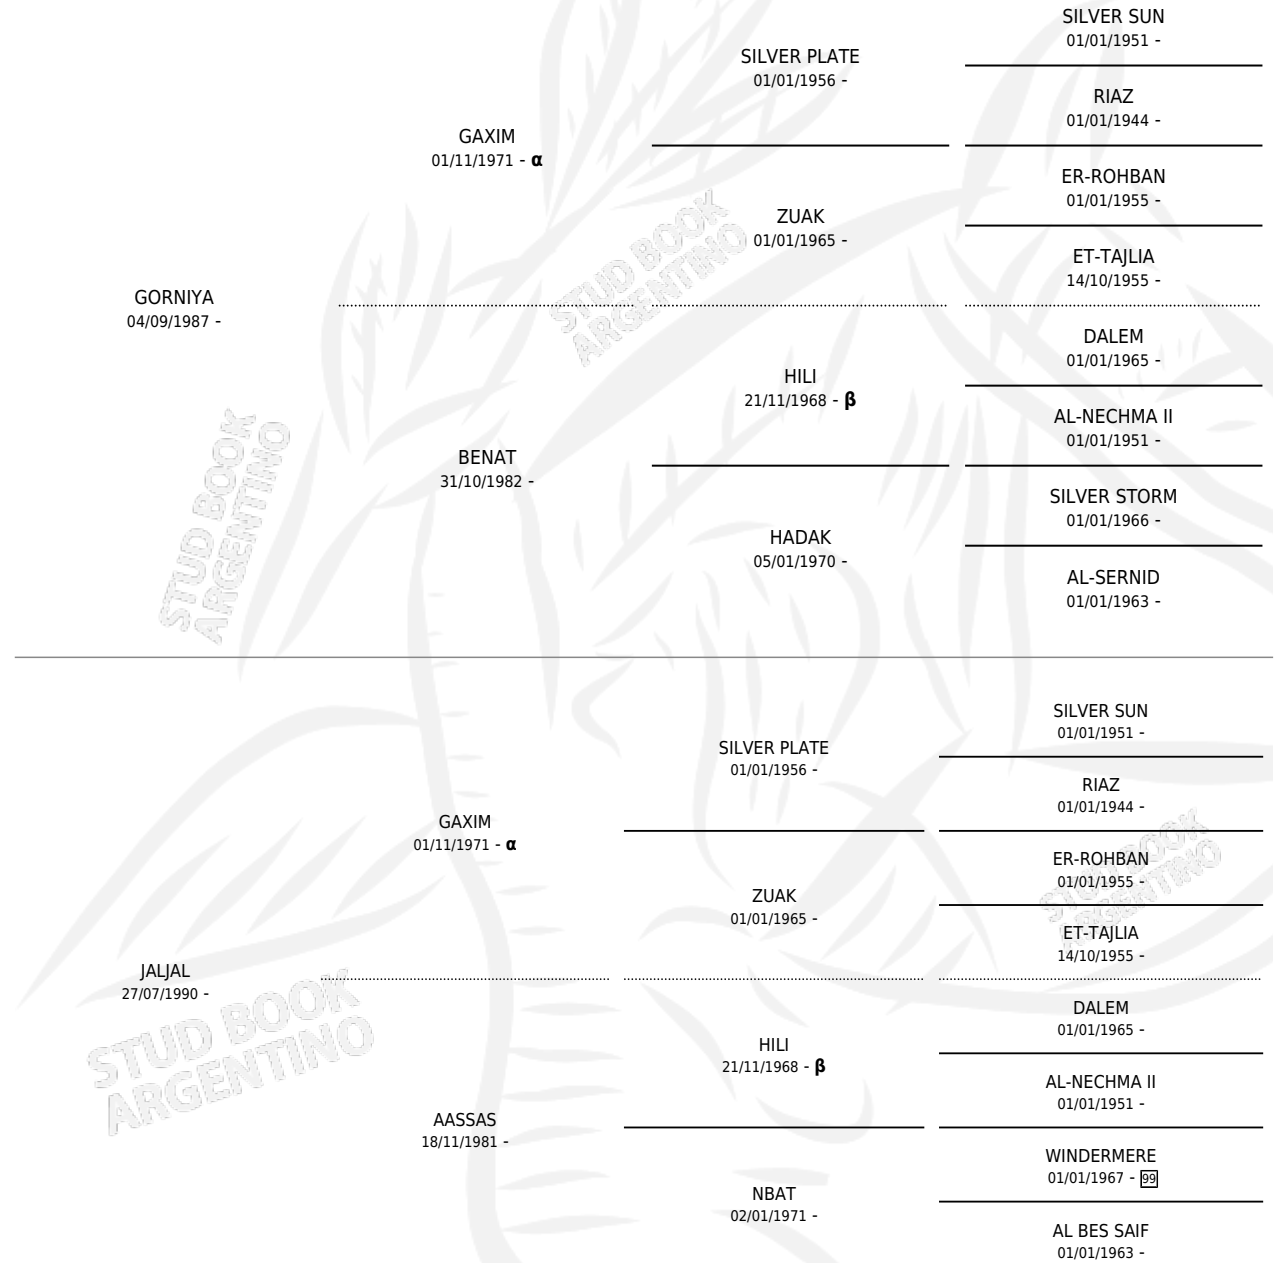 SILVER SUN
01/01/1951 -
SILVER PLATE
01/01/1956 -
RIAZ
01/01/1944 -
GAXIM
01/11/1971 - α
ER-ROHBAN
01/01/1955 -
ZUAK
01/01/1965 -
STUD BOOK
ARGENTINO
ET-TAJLIA
14/10/1955 -
GORNIYA
04/09/1987 -
DALEM
01/01/1965 -
HILI
21/11/1968 - β
AL-NECHMA II
01/01/1951 -
BENAT
31/10/1982 -
STUD BOOK
ARGENTINO
SILVER STORM
01/01/1966 -
HADAK
05/01/1970 -
AL-SERNID
01/01/1963 -
SILVER SUN
01/01/1951 -
SILVER PLATE
01/01/1956 -
RIAZ
01/01/1944 -
GAXIM
01/11/1971 - α
ER-ROHBAN
01/01/1955 -
STUD BOOK
ARGENTINO
ZUAK
01/01/1965 -
ET-TAJLIA
14/10/1955 -
JALJAL
27/07/1990 -
STUD BOOK
ARGENTINO
DALEM
01/01/1965 -
HILI
21/11/1968 - β
AL-NECHMA II
01/01/1951 -
AASSAS
18/11/1981 -
WINDERMERE
01/01/1967 - 99
NBAT
02/01/1971 -
AL BES SAIF
01/01/1963 -